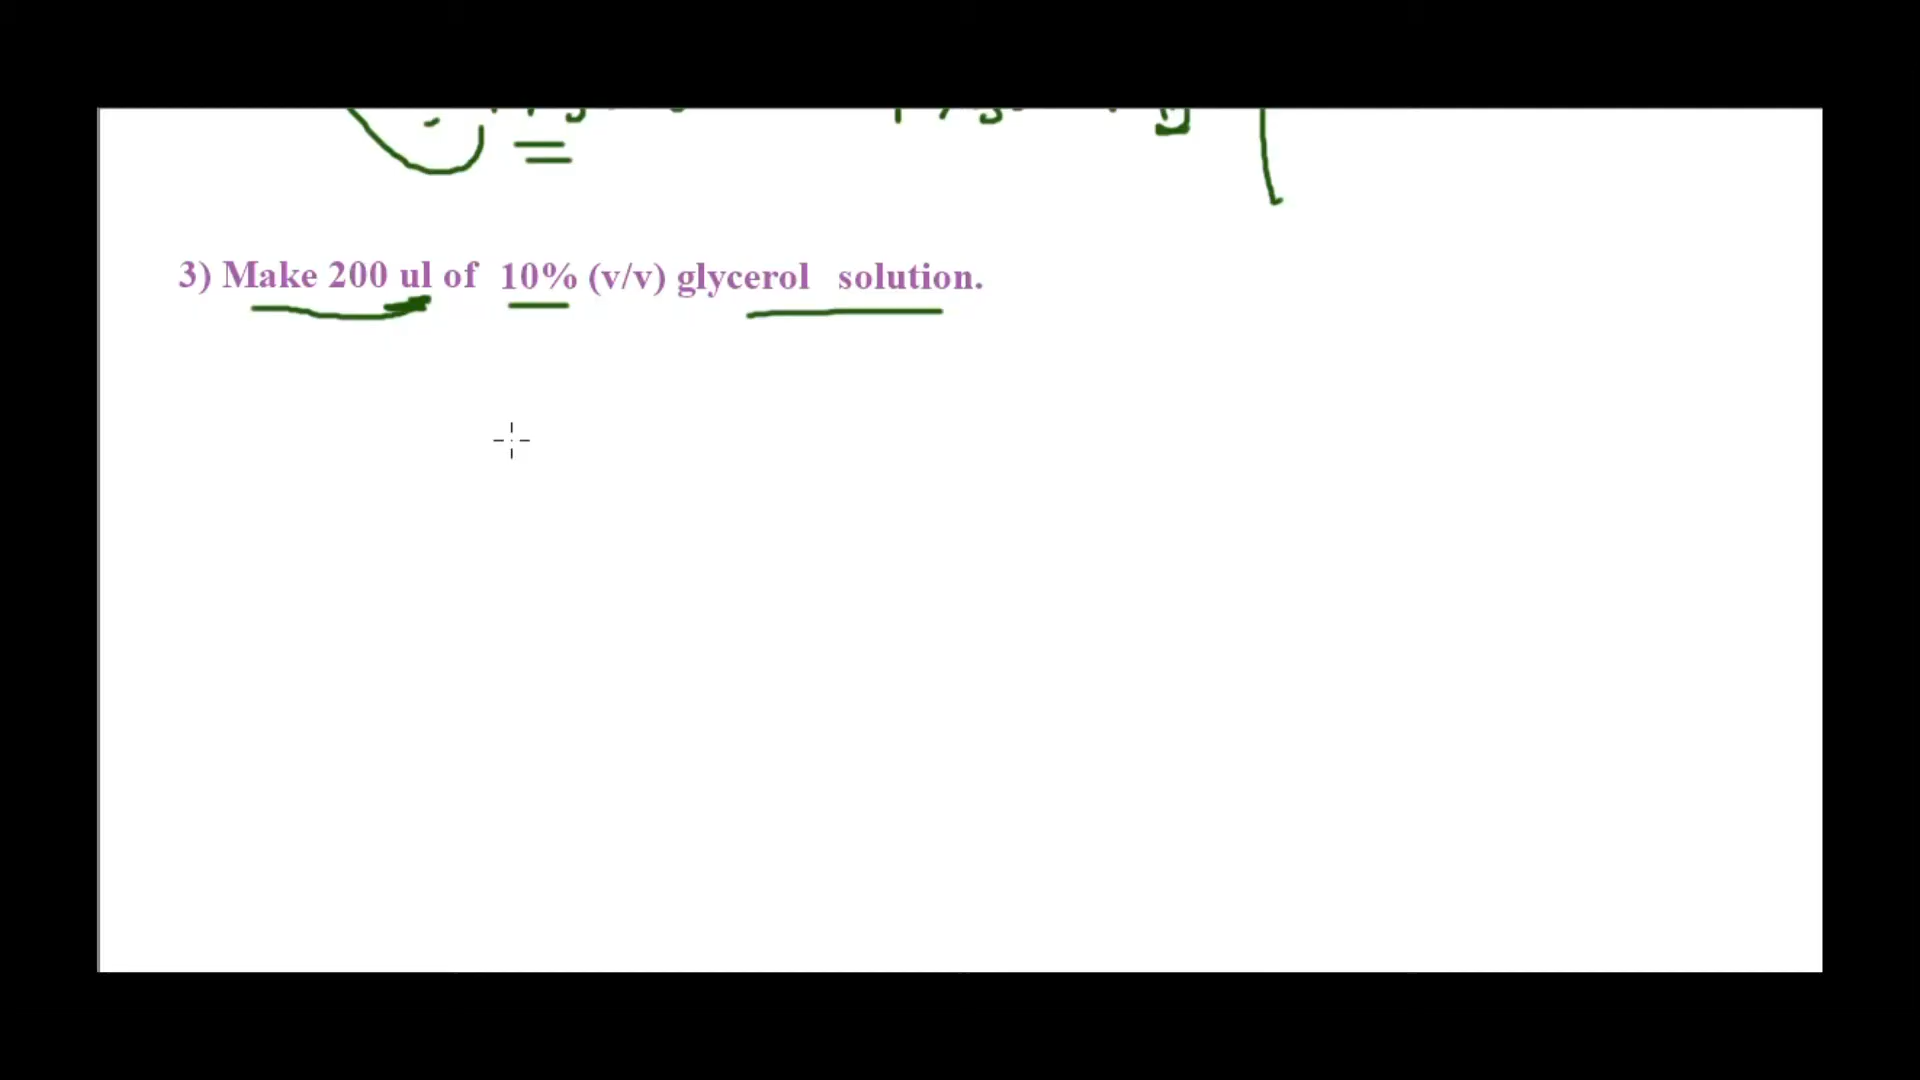 3) Make 200 ul of 10% (v/v) glycerol solution.